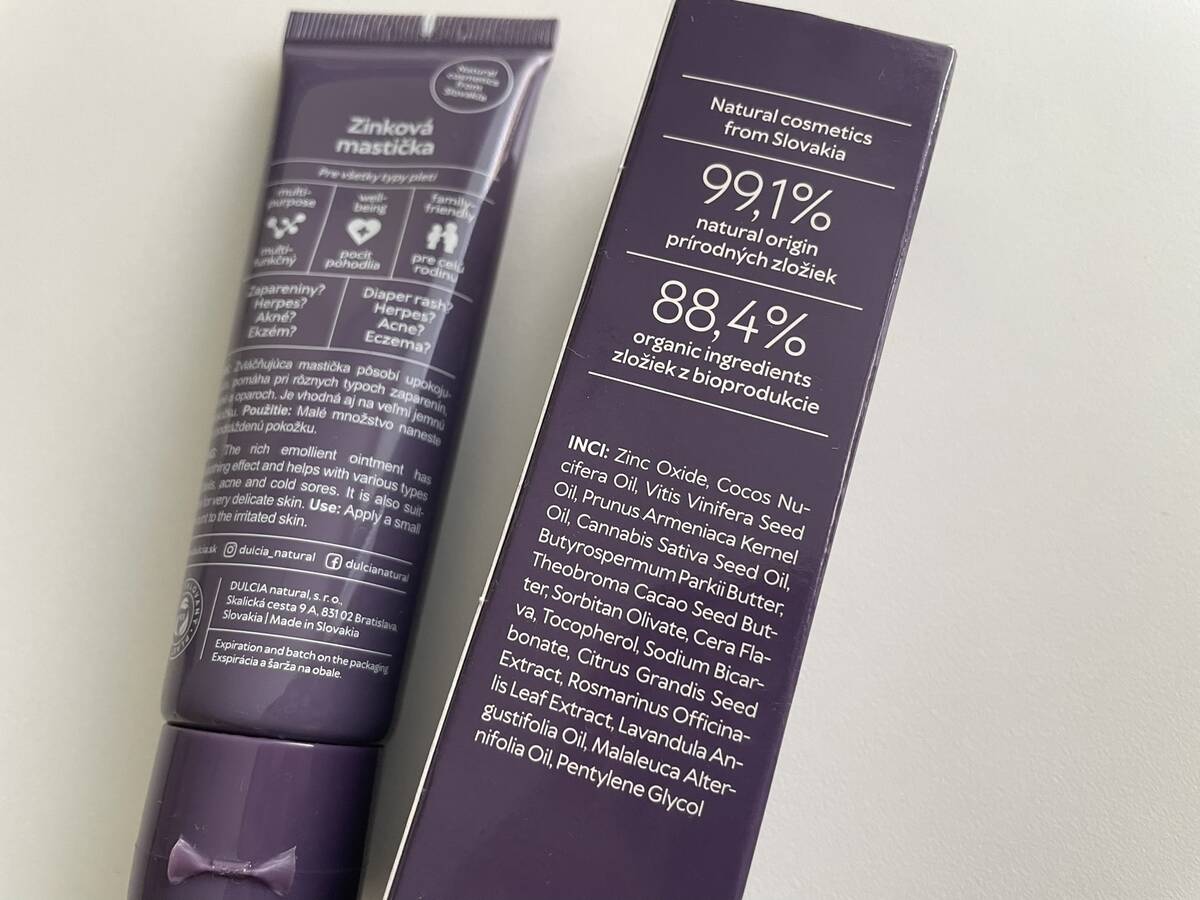 Natural
cosmetics
from
Slovakia
Zinková
mastička
Pre všetky typy pleti
multi-
purpose
well-
being
family-
friendly
multi-
funkčný
pocit
pohodlia
pre celú
rodinu
Zapareniny?
Herpes?
Akné?
Ekzém?
Diaper rash?
Herpes?
Acne?
Eczema?
Zvláčňujúca mastička pôsobí upokoju-
pomáha pri rôznych typoch zaparenín,
a oparoch. Je vhodná aj na veľmi jemnú
Použitie: Malé množstvo naneste
pokožku.
The rich emollient ointment has
effect and helps with various types
acne and cold sores. It is also suit-
for very delicate skin. Use: Apply a small
to the irritated skin.
dulcia_natural dulcianatural
DULCIA natural, s. r. o.,
Skalická cesta 9 A, 831 02 Bratislava,
Slovakia | Made in Slovakia
Expiration and batch on the packaging.
Exspirácia a šarža na obale.
Natural cosmetics
from Slovakia
99,1%
natural origin
prírodných zložiek
88,4%
organic ingredients
zložiek z bioprodukcie
INCI: Zinc Oxide, Cocos Nu-
cifera Oil, Vitis Vinifera Seed
Oil, Prunus Armeniaca Kernel
Oil, Cannabis Sativa Seed Oil,
Butyrospermum Parkii Butter,
Theobroma Cacao Seed But-
ter, Sorbitan Olivate, Cera Fla-
va, Tocopherol, Sodium Bicar-
bonate, Citrus Grandis Seed
Extract, Rosmarinus Officina-
lis Leaf Extract, Lavandula An-
gustifolia Oil, Malaleuca Alter-
nifolia Oil, Pentylene Glycol